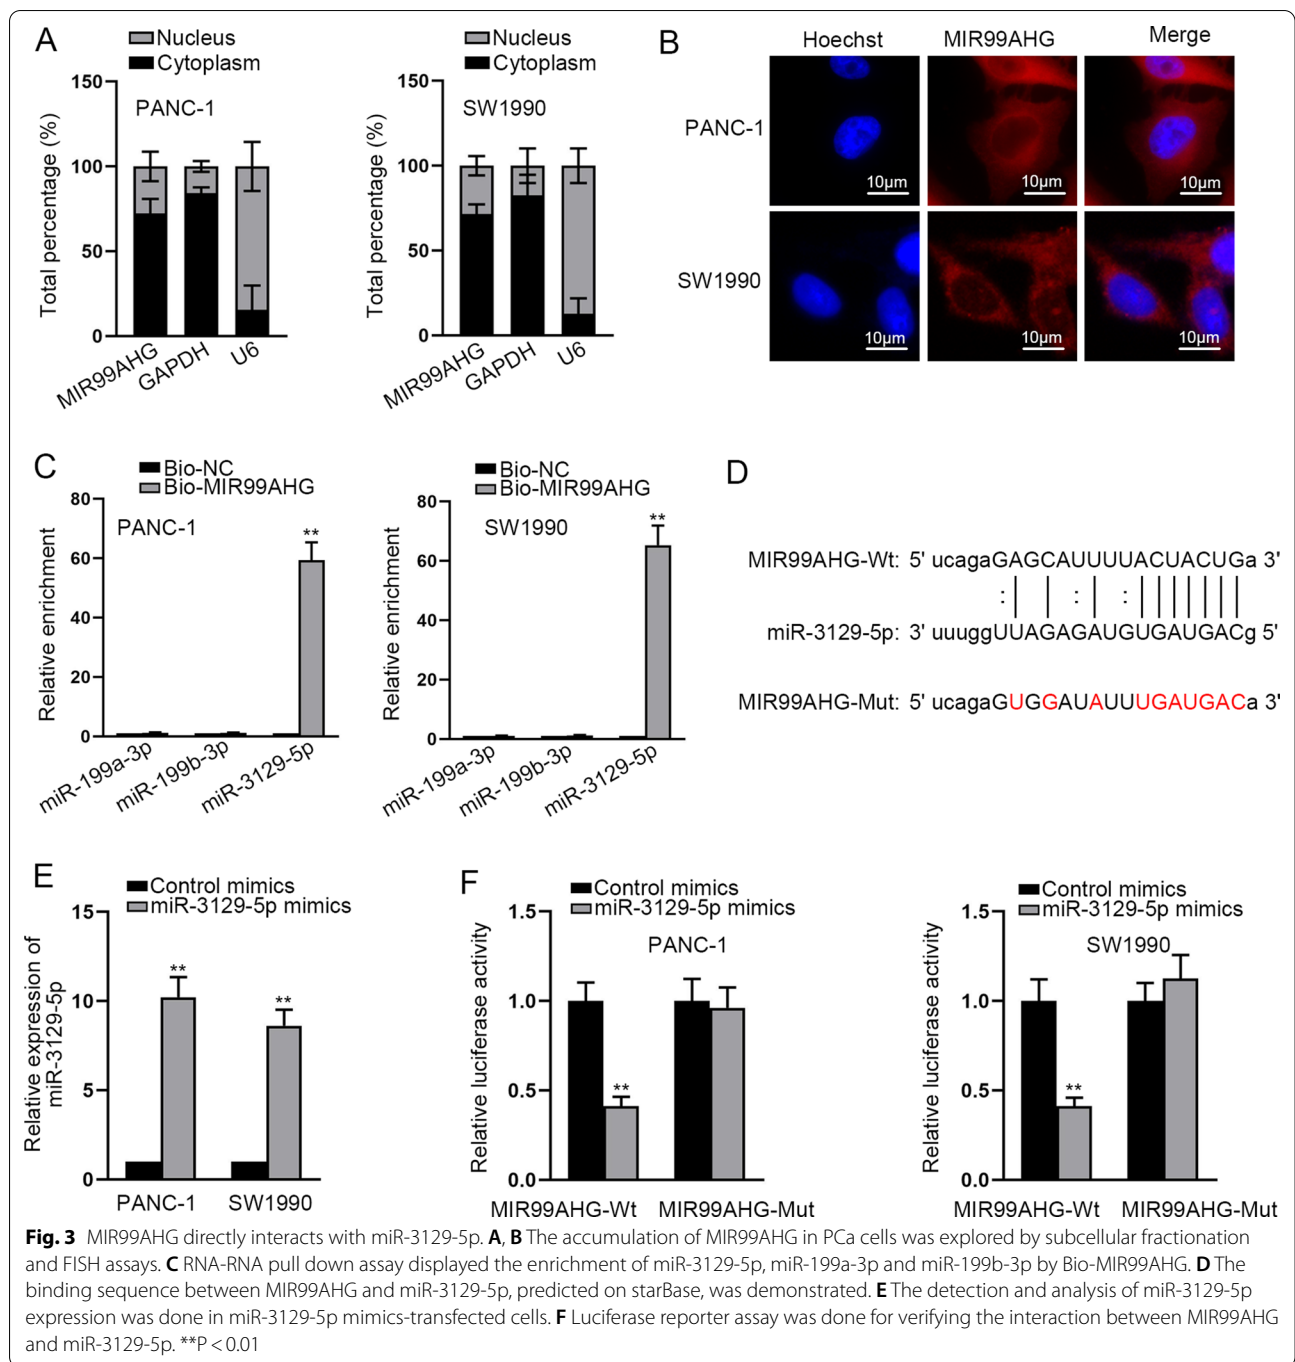 A
Nucleus
Cytoplasm
150
100
50
0
Total percentage (%)
PANC-1
MIR99AHG
GAPDH
U6
Nucleus
Cytoplasm
150
100
50
0
Total percentage (%)
SW1990
MIR99AHG
GAPDH
U6
B
Hoechst
MIR99AHG
Merge
PANC-1
10μm
10μm
10μm
SW1990
10μm
10μm
10μm
C
Bio-NC
Bio-MIR99AHG
80
60
40
20
0
Relative enrichment
PANC-1
**
miR-199a-3p
miR-199b-3p
miR-3129-5p
Bio-NC
Bio-MIR99AHG
80
60
40
20
0
Relative enrichment
SW1990
**
miR-199a-3p
miR-199b-3p
miR-3129-5p
D
MIR99AHG-Wt: 5' ucagaGAGCAUUUUACUACUGa 3'
: | | : | : | | | | | | |
miR-3129-5p: 3' uuuggUUAGAGAUGUGAUGACg 5'
MIR99AHG-Mut: 5' ucagaGUGGAUAUUUGAUGACa 3'
E
Control mimics
miR-3129-5p mimics
15
10
5
0
Relative expression of
miR-3129-5p
**
**
PANC-1
SW1990
F
Control mimics
miR-3129-5p mimics
1.5
1.0
0.5
0.0
Relative luciferase activity
PANC-1
**
MIR99AHG-Wt
MIR99AHG-Mut
Control mimics
miR-3129-5p mimics
1.5
1.0
0.5
0.0
Relative luciferase activity
SW1990
**
MIR99AHG-Wt
MIR99AHG-Mut
Fig. 3 MIR99AHG directly interacts with miR-3129-5p. A, B The accumulation of MIR99AHG in PCa cells was explored by subcellular fractionation
and FISH assays. C RNA-RNA pull down assay displayed the enrichment of miR-3129-5p, miR-199a-3p and miR-199b-3p by Bio-MIR99AHG. D The
binding sequence between MIR99AHG and miR-3129-5p, predicted on starBase, was demonstrated. E The detection and analysis of miR-3129-5p
expression was done in miR-3129-5p mimics-transfected cells. F Luciferase reporter assay was done for verifying the interaction between MIR99AHG
and miR-3129-5p. **P < 0.01